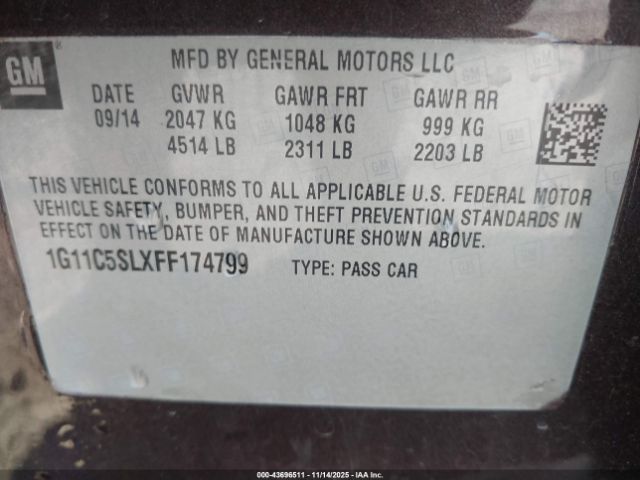 GM
MFD BY GENERAL MOTORS LLC
DATE GVWR GAWR FRT GAWR RR
09/14 2047 KG 1048 KG 999 KG
4514 LB 2311 LB 2203 LB
THIS VEHICLE CONFORMS TO ALL APPLICABLE U.S. FEDERAL MOTOR
VEHICLE SAFETY, BUMPER, AND THEFT PREVENTION STANDARDS IN
EFFECT ON THE DATE OF MANUFACTURE SHOWN ABOVE.
1G11C5SLXFF174799 TYPE: PASS CAR
000-43696511 - 11/14/2025 - IAAI.com